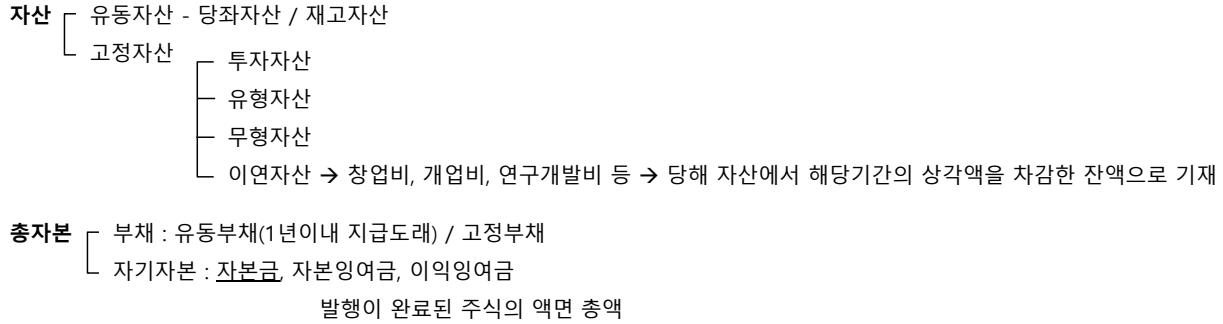 자산 유동자산 - 당좌자산 / 재고자산
고정자산 투자자산
유형자산
무형자산
이연자산 → 창업비, 개업비, 연구개발비 등 → 당해 자산에서 해당기간의 상각액을 차감한 잔액으로 기재
총자본 부채 : 유동부채(1년이내 지급도래) / 고정부채
자기자본 : 자본금, 자본잉여금, 이익잉여금
발행이 완료된 주식의 액면 총액